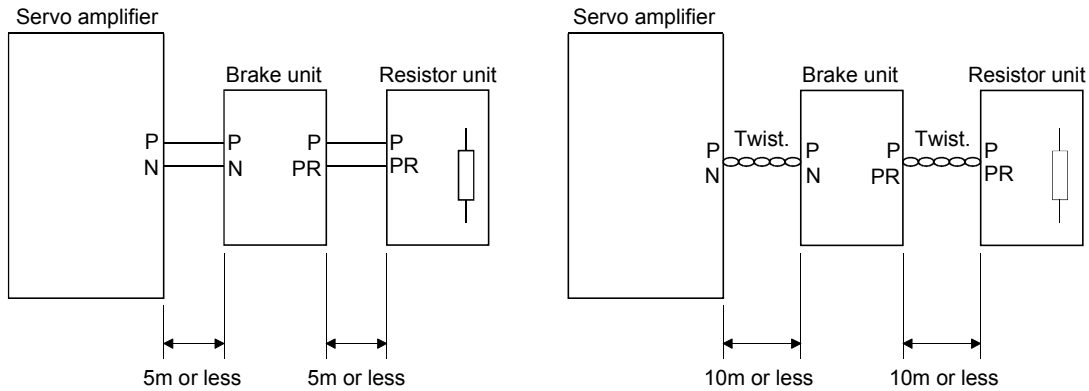 Servo amplifier
Brake unit
Resistor unit
P
P
P
P
N
N
PR
PR
5m or less
5m or less
Servo amplifier
Brake unit
Resistor unit
Twist.
Twist.
P
P
P
P
N
N
PR
PR
10m or less
10m or less